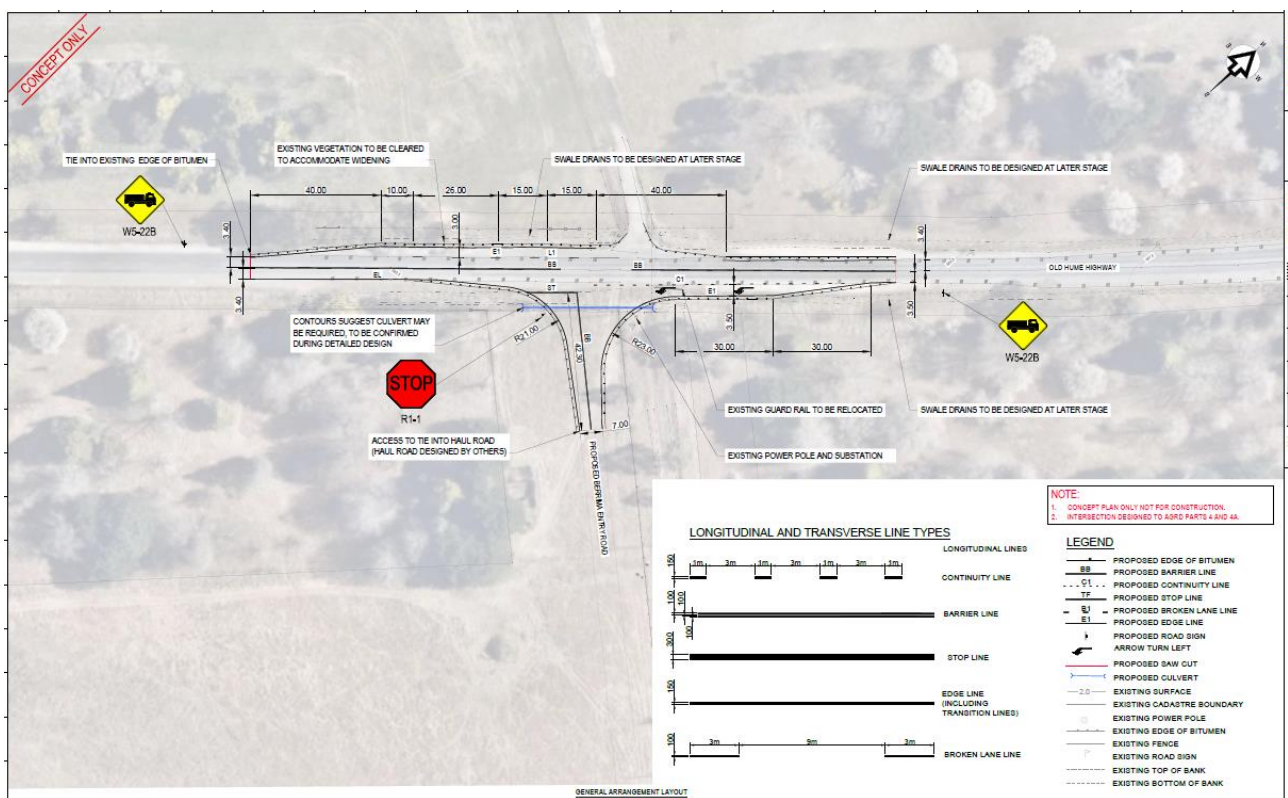 CONCEPT ONLY
TIE INTO EXISTING EDGE OF BITUMEN
EXISTING VEGETATION TO BE CLEARED
TO ACCOMMODATE WIDENING
SWALE DRAINS TO BE DESIGNED AT LATER STAGE
SWALE DRAINS TO BE DESIGNED AT LATER STAGE
W5-22B
40.00
10.00
26.00
15.00
15.00
40.00
3.40
3.00
3.40
E1
L1
BB
BB
OLD HUME HIGHWAY
EL
C1
E1
ST
3.40
3.50
3.50
CONTOURS SUGGEST CULVERT MAY
BE REQUIRED, TO BE CONFIRMED
DURING DETAILED DESIGN
R21.00
BB
42.30
R23.00
30.00
30.00
W5-22B
STOP
R1-1
EXISTING GUARD RAIL TO BE RELOCATED
SWALE DRAINS TO BE DESIGNED AT LATER STAGE
ACCESS TO TIE INTO HAUL ROAD
(HAUL ROAD DESIGNED BY OTHERS)
7.00
EXISTING POWER POLE AND SUBSTATION
PROPOSED BERRIMA ENTRY ROAD
NOTE:
1. CONCEPT PLAN ONLY NOT FOR CONSTRUCTION.
2. INTERSECTION DESIGNED TO AGRD PARTS 4 AND 4A.
LONGITUDINAL AND TRANSVERSE LINE TYPES
LONGITUDINAL LINES
150
1m 3m 1m 3m 1m 3m 1m
CONTINUITY LINE
100
100
100
BARRIER LINE
300
STOP LINE
150
EDGE LINE
(INCLUDING
TRANSITION LINES)
100
3m 9m 3m
BROKEN LANE LINE
LEGEND
PROPOSED EDGE OF BITUMEN
BB PROPOSED BARRIER LINE
C1 PROPOSED CONTINUITY LINE
TF PROPOSED STOP LINE
B1 PROPOSED BROKEN LANE LINE
E1 PROPOSED EDGE LINE
PROPOSED ROAD SIGN
ARROW TURN LEFT
PROPOSED SAW CUT
PROPOSED CULVERT
2.0 EXISTING SURFACE
EXISTING CADASTRE BOUNDARY
EXISTING POWER POLE
EXISTING EDGE OF BITUMEN
EXISTING FENCE
EXISTING ROAD SIGN
EXISTING TOP OF BANK
EXISTING BOTTOM OF BANK
GENERAL ARRANGEMENT LAYOUT